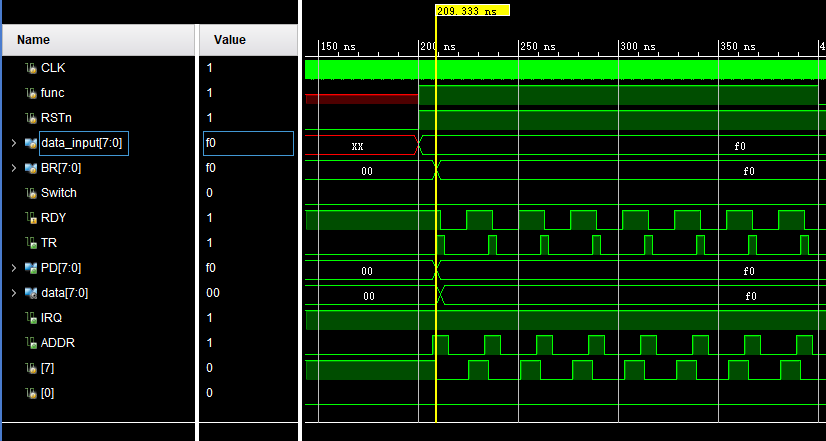 209.333 ns
Name Value
150 ns 200 ns 250 ns 300 ns 350 ns 4
CLK 1
func 1
RSTn 1
data_input[7:0] f0 XX f0
BR[7:0] f0 00 f0
Switch 0
RDY 1
TR 1
PD[7:0] f0 00 f0
data[7:0] 00 00 f0
IRQ 1
ADDR 1
[7] 0
[0] 0